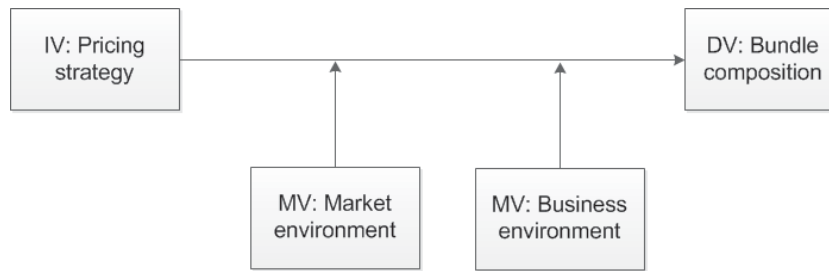 IV: Pricing
strategy
DV: Bundle
composition
MV: Market
environment
MV: Business
environment